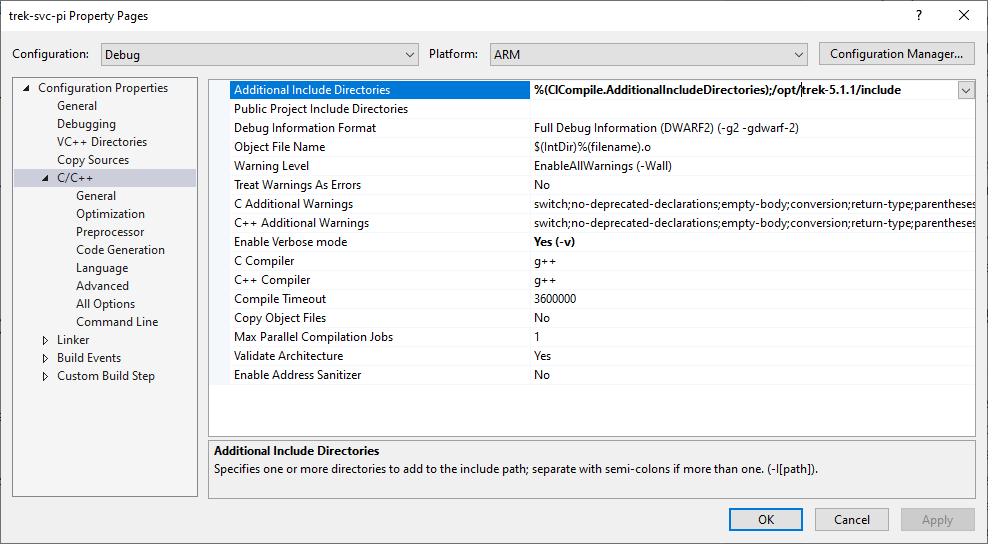 trek-svc-pi Property Pages
Configuration: Debug Platform: ARM Configuration Manager...
Configuration Properties
General
Debugging
VC++ Directories
Copy Sources
C/C++
General
Optimization
Preprocessor
Code Generation
Language
Advanced
All Options
Command Line
Linker
Build Events
Custom Build Step
Additional Include Directories %(ClCompile.AdditionalIncludeDirectories);/opt/trek-5.1.1/include
Public Project Include Directories
Debug Information Format Full Debug Information (DWARF2) (-g2 -gdwarf-2)
Object File Name $(IntDir)%(filename).o
Warning Level EnableAllWarnings (-Wall)
Treat Warnings As Errors No
C Additional Warnings switch;no-deprecated-declarations;empty-body;conversion;return-type;parentheses
C++ Additional Warnings switch;no-deprecated-declarations;empty-body;conversion;return-type;parentheses
Enable Verbose mode Yes (-v)
C Compiler g++
C++ Compiler g++
Compile Timeout 3600000
Copy Object Files No
Max Parallel Compilation Jobs 1
Validate Architecture Yes
Enable Address Sanitizer No
Additional Include Directories
Specifies one or more directories to add to the include path; separate with semi-colons if more than one. (-I[path]).
OK Cancel Apply